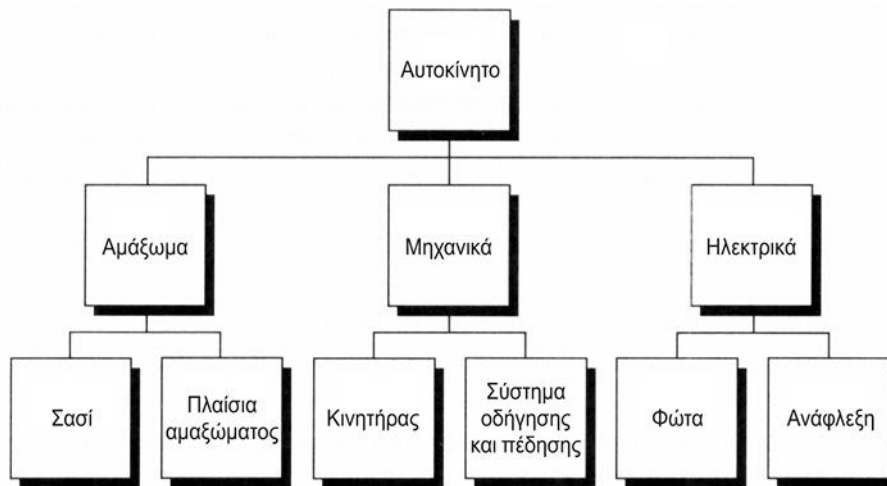 Αυτοκίνητο
Αμάξωμα
Μηχανικά
Ηλεκτρικά
Σασί
Πλαίσια
αμαξώματος
Κινητήρας
Σύστημα
οδήγησης
και πέδησης
Φώτα
Ανάφλεξη